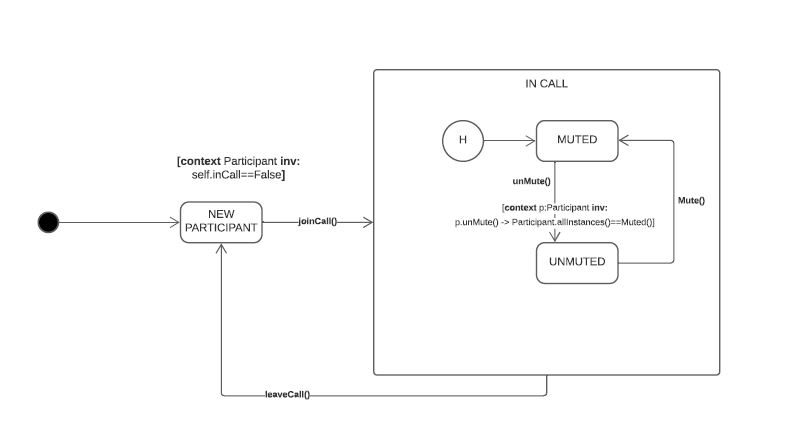 IN CALL
H
MUTED
[context Participant inv:
self.inCall==False]
unMute()
Mute()
[context p:Participant inv:
p.unMute() -> Participant.allInstances()==Muted()]
NEW
PARTICIPANT
joinCall()
UNMUTED
leaveCall()